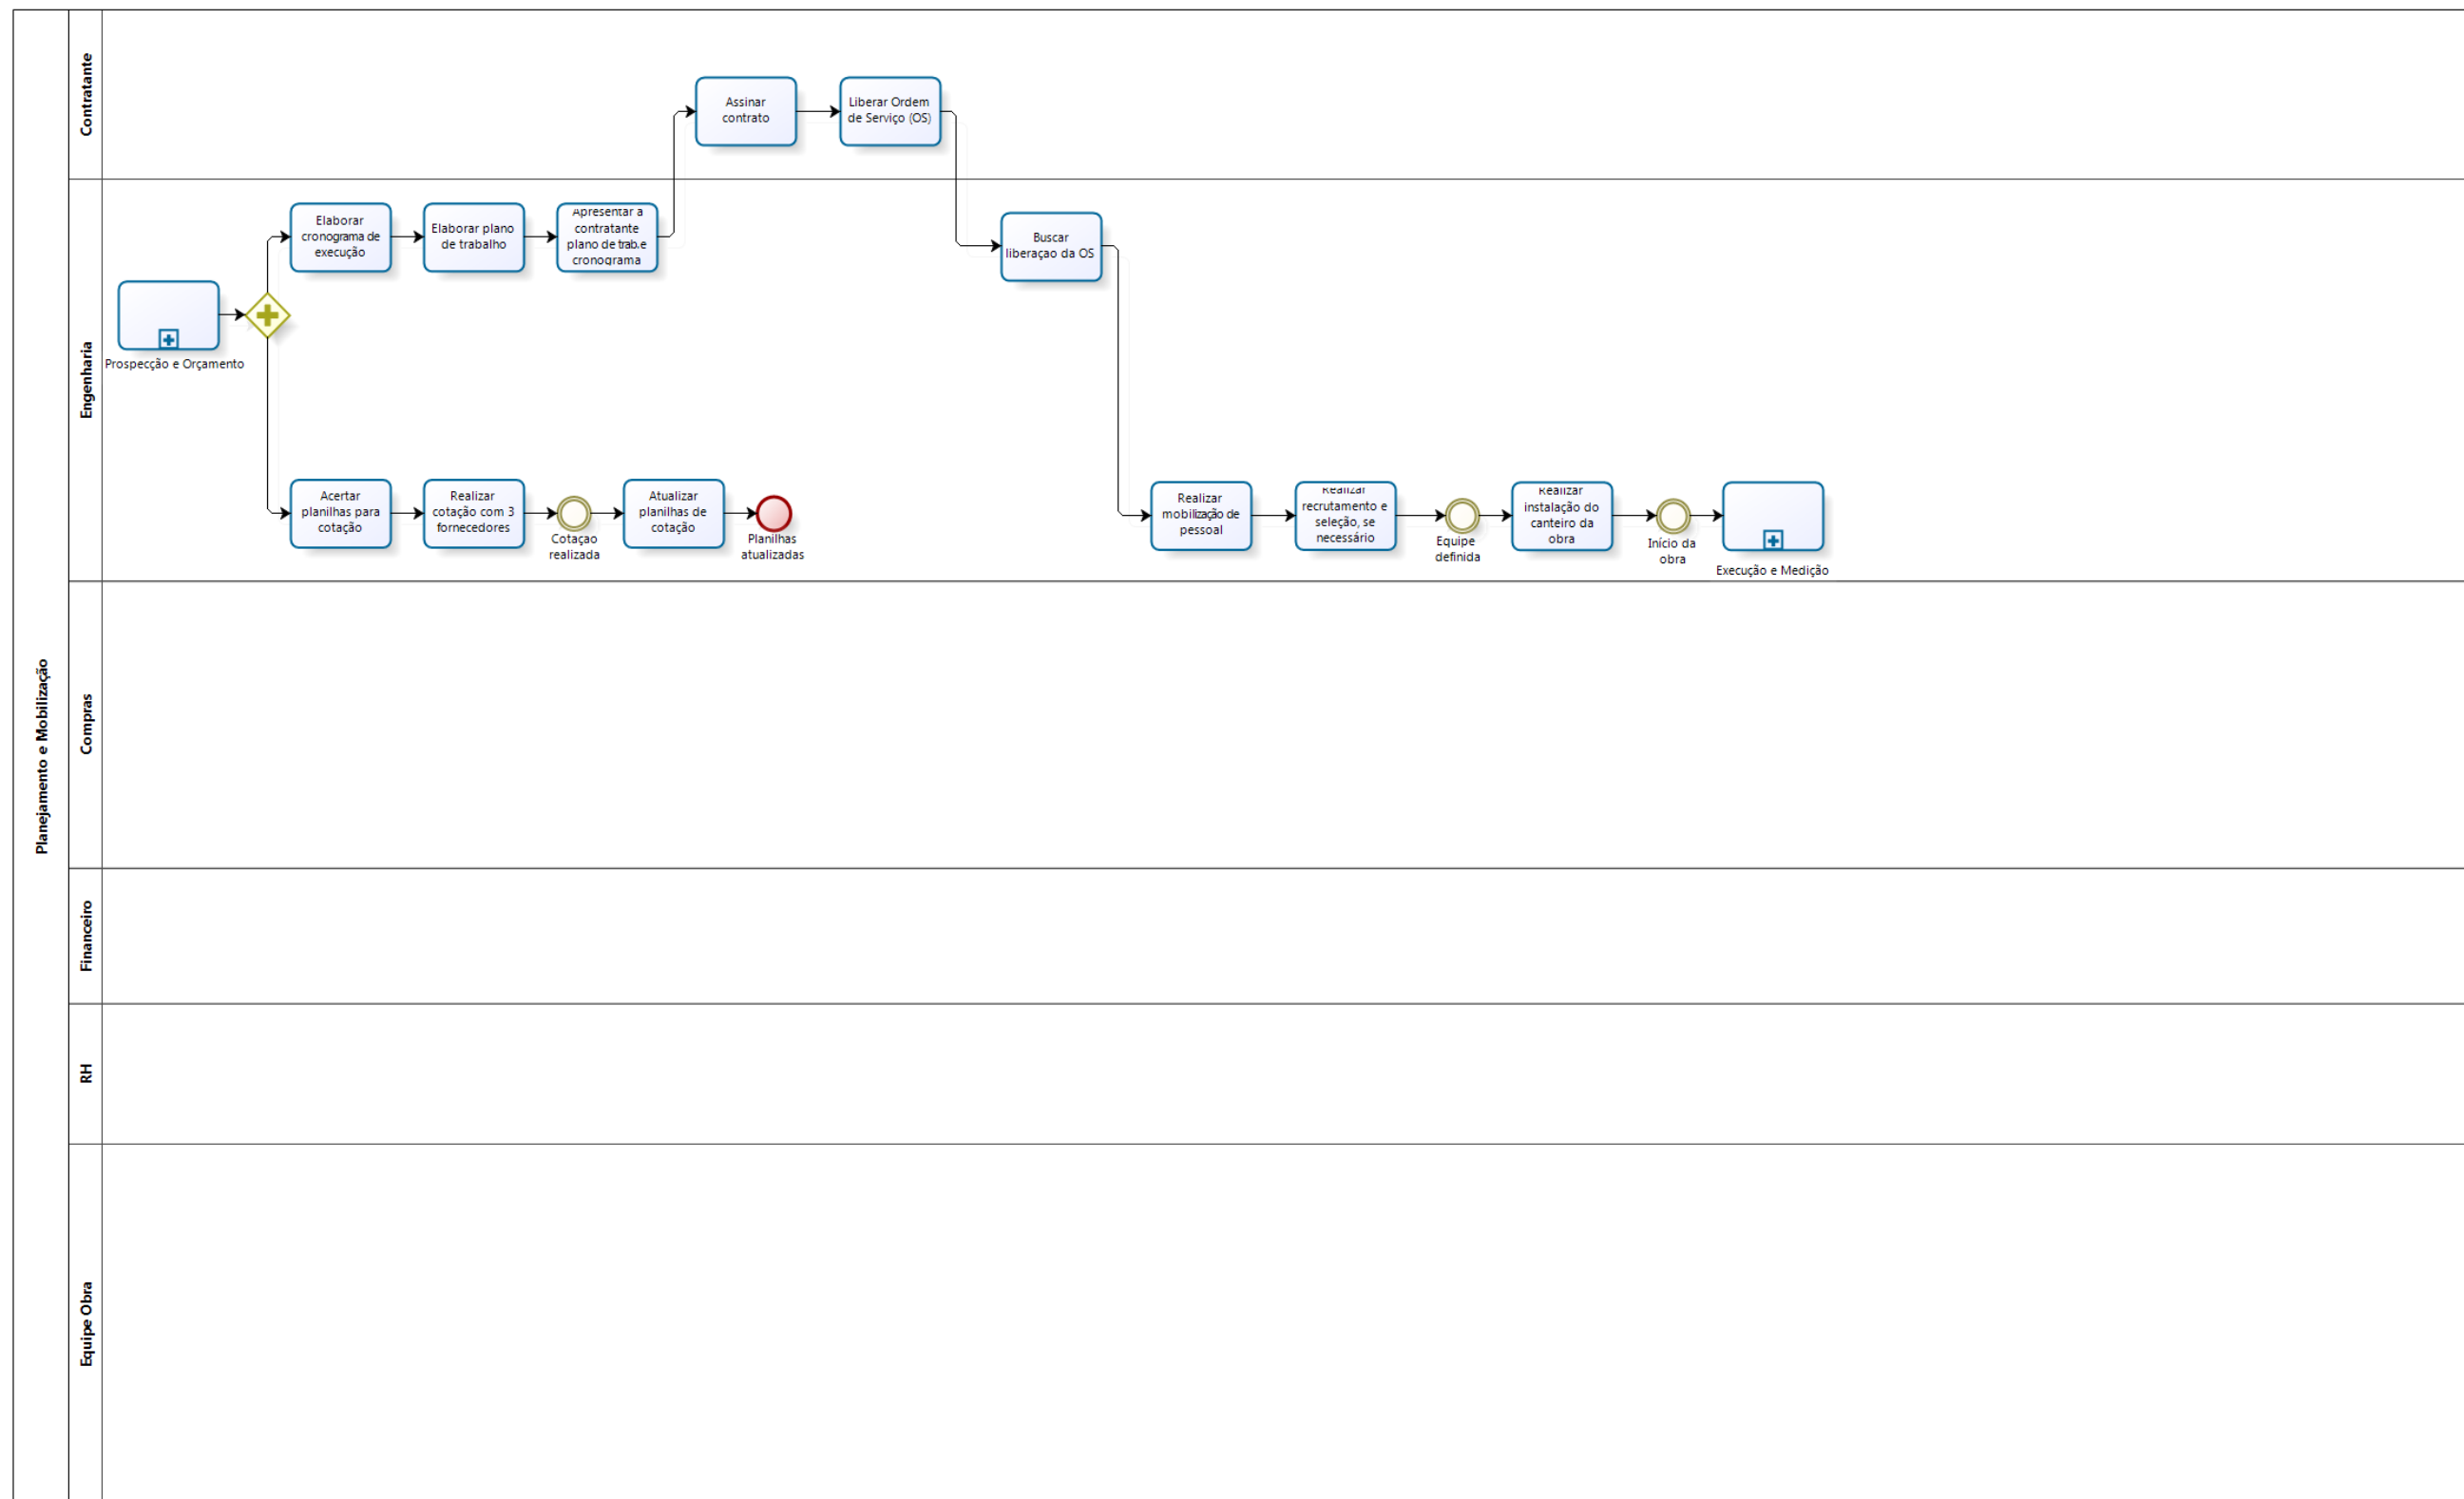 Planejamento e Mobilização
Contratante
Assinar
contrato
Liberar Ordem
de Serviço (OS)
Engenharia
Prospecção e Orçamento
Elaborar
cronograma de
execução
Elaborar plano
de trabalho
Apresentar a
contratante
plano de trab.e
cronograma
Buscar
liberaçao da OS
Acertar
planilhas para
cotação
Realizar
cotação com 3
fornecedores
Cotaçao
realizada
Atualizar
planilhas de
cotação
Planilhas
atualizadas
Realizar
mobilização de
pessoal
Realizar
recrutamento e
seleção, se
necessário
Equipe
definida
Realizar
instalação do
canteiro da
obra
Início da
obra
Execução e Medição
Compras
Financeiro
RH
Equipe Obra